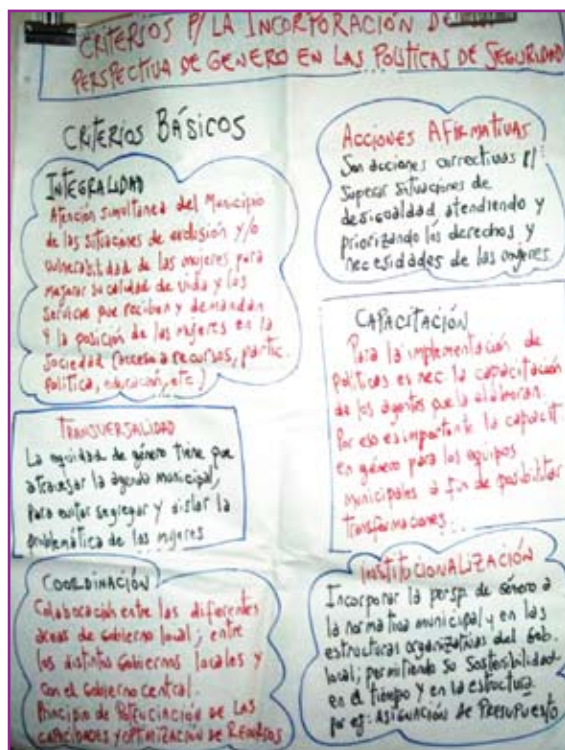 CRITERIOS P/ LA INCORPORACIÓN DE LA
PERSPECTIVA DE GENERO EN LAS POLITICAS DE SEGURIDAD
CRITERIOS BÁSICOS
INTEGRALIDAD
Atención simultanea del Municipio
de las situaciones de exclusión y/o
vulnerabilidad de las mujeres para
mejorar su calidad de vida y los
servicios que reciben y demandan
y la posición de las mujeres en la
sociedad (acceso a recursos, partic.
política, educación, etc)
TRANSVERSALIDAD
La equidad de género tiene que
atravesar la agenda municipal,
para evitar segregar y aislar la
problemática de las mujeres
COORDINACIÓN
Colaboración entre las diferentes
áreas de gobierno local; entre
los distintos gobiernos locales y
con el gobierno central.
Principio de POTENCIACIÓN DE LAS
CAPACIDADES y OPTIMIZACIÓN DE RECURSOS
ACCIONES AFIRMATIVAS
Son acciones correctivas p/
superar situaciones de
desigualdad, atendiendo y
priorizando los derechos y
necesidades de las mujeres
CAPACITACIÓN
Para la implementación de
políticas es nec. la capacitación
de los agentes que la elaboran.
Por eso es importante la capacit.
en género para los equipos
municipales a fin de posibilitar
transformaciones.
INSTITUCIONALIZACIÓN
Incorporar la persp. de género a
la normativa municipal y en las
estructuras organizativas del Gob.
local; permitiendo su sostenibilidad
en el tiempo y en la estructura
por ej: ASIGNACIÓN DE PRESUPUESTO